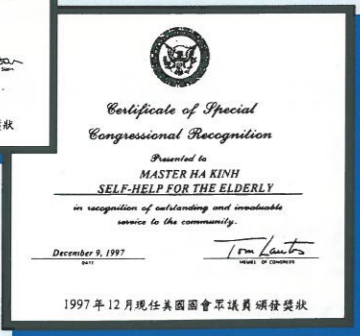 獎狀
Certificate of Special
Congressional Recognition
Presented to
MASTER HA KINH
SELF-HELP FOR THE ELDERLY
in recognition of outstanding and invaluable
service to the community.
December 9, 1997
Tom Lantos
DATE
MEMBER OF CONGRESS
1997年12月現任美國國會眾議員頒發獎狀